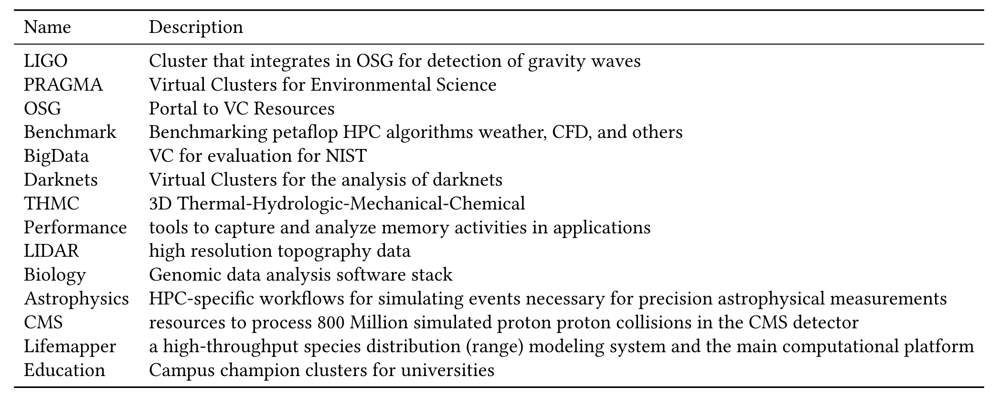 Name Description
LIGO Cluster that integrates in OSG for detection of gravity waves
PRAGMA Virtual Clusters for Environmental Science
OSG Portal to VC Resources
Benchmark Benchmarking petaflop HPC algorithms weather, CFD, and others
BigData VC for evaluation for NIST
Darknets Virtual Clusters for the analysis of darknets
THMC 3D Thermal-Hydrologic-Mechanical-Chemical
Performance tools to capture and analyze memory activities in applications
LIDAR high resolution topography data
Biology Genomic data analysis software stack
Astrophysics HPC-specific workflows for simulating events necessary for precision astrophysical measurements
CMS resources to process 800 Million simulated proton proton collisions in the CMS detector
Lifemapper a high-throughput species distribution (range) modeling system and the main computational platform
Education Campus champion clusters for universities